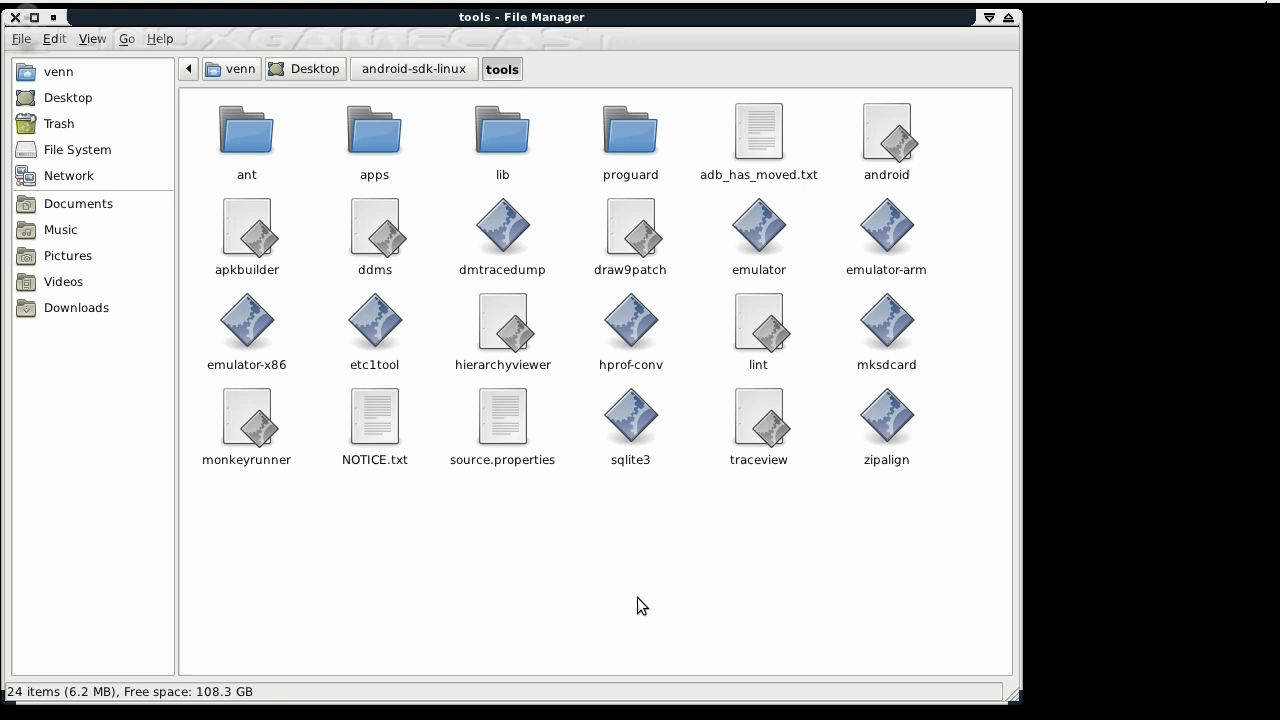 tools - File Manager
File Edit View Go Help
LINUXGAMECAST
venn
Desktop
Trash
File System
Network
Documents
Music
Pictures
Videos
Downloads
venn Desktop android-sdk-linux tools
ant apps lib proguard adb_has_moved.txt android
apkbuilder ddms dmtracedump draw9patch emulator emulator-arm
emulator-x86 etc1tool hierarchyviewer hprof-conv lint mksdcard
monkeyrunner NOTICE.txt source.properties sqlite3 traceview zipalign
24 items (6.2 MB), Free space: 108.3 GB